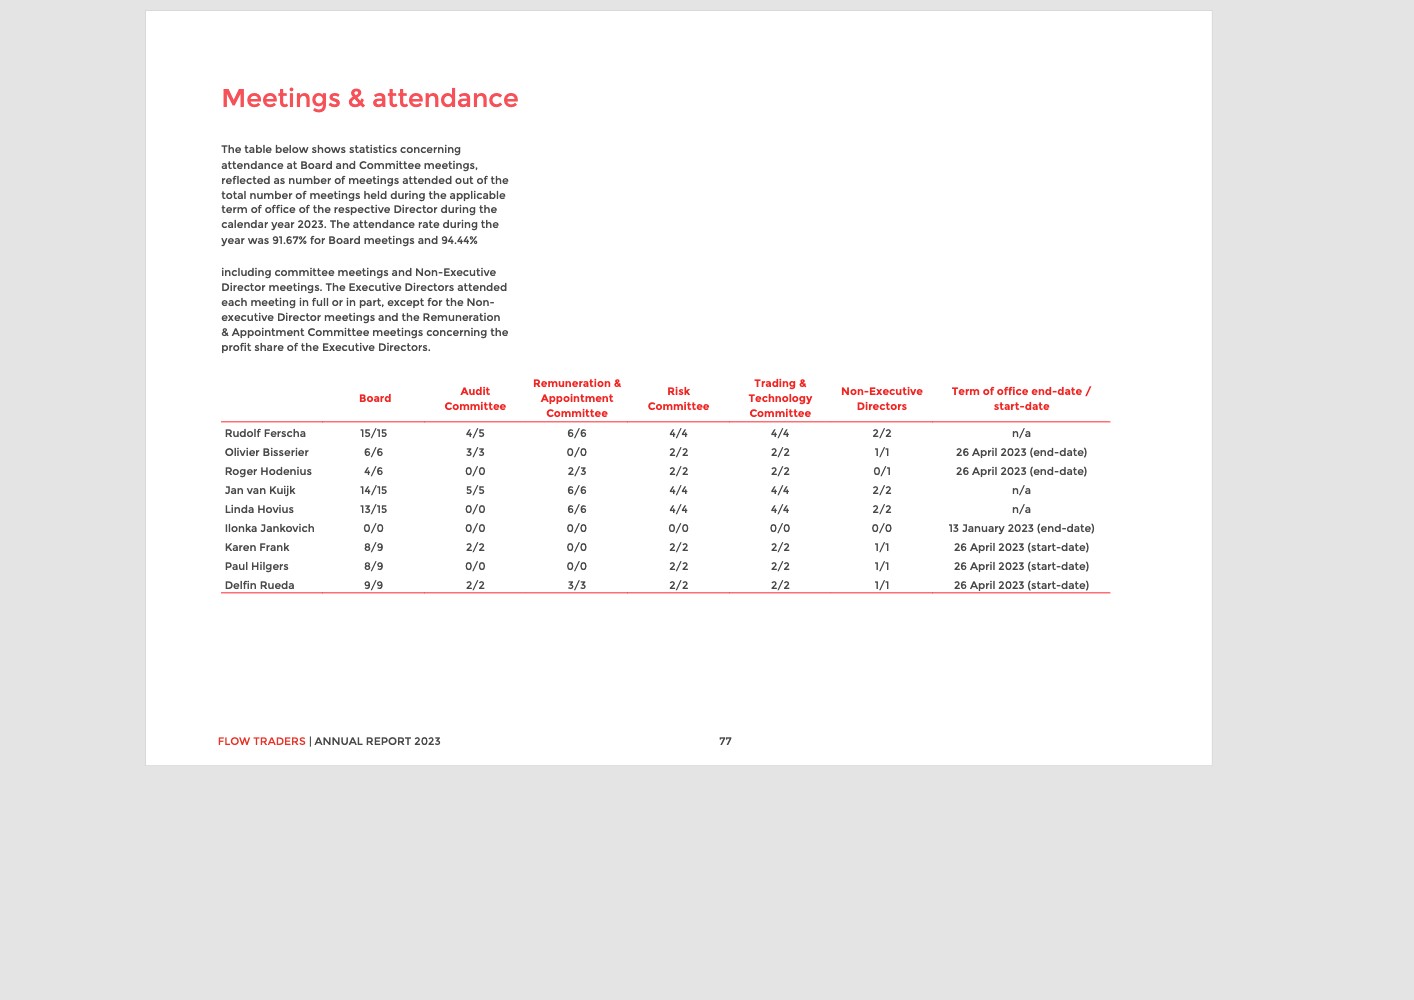 Meetings & attendance
The table below shows statistics concerning
attendance at Board and Committee meetings,
reflected as number of meetings attended out of the
total number of meetings held during the applicable
term of office of the respective Director during the
calendar year 2023. The attendance rate during the
year was 91.67% for Board meetings and 94.44%
including committee meetings and Non-Executive
Director meetings. The Executive Directors attended
each meeting in full or in part, except for the Non-
executive Director meetings and the Remuneration
& Appointment Committee meetings concerning the
profit share of the Executive Directors.
Board Audit Committee Remuneration & Appointment Committee Risk Committee Trading & Technology Committee Non-Executive Directors Term of office end-date / start-date
Rudolf Ferscha 15/15 4/5 6/6 4/4 4/4 2/2 n/a
Olivier Bisserier 6/6 3/3 0/0 2/2 2/2 1/1 26 April 2023 (end-date)
Roger Hodenius 4/6 0/0 2/3 2/2 2/2 0/1 26 April 2023 (end-date)
Jan van Kuijk 14/15 5/5 6/6 4/4 4/4 2/2 n/a
Linda Hovius 13/15 0/0 6/6 4/4 4/4 2/2 n/a
Ilonka Jankovich 0/0 0/0 0/0 0/0 0/0 0/0 13 January 2023 (end-date)
Karen Frank 8/9 2/2 0/0 2/2 2/2 1/1 26 April 2023 (start-date)
Paul Hilgers 8/9 0/0 0/0 2/2 2/2 1/1 26 April 2023 (start-date)
Delfin Rueda 9/9 2/2 3/3 2/2 2/2 1/1 26 April 2023 (start-date)
FLOW TRADERS | ANNUAL REPORT 2023 77